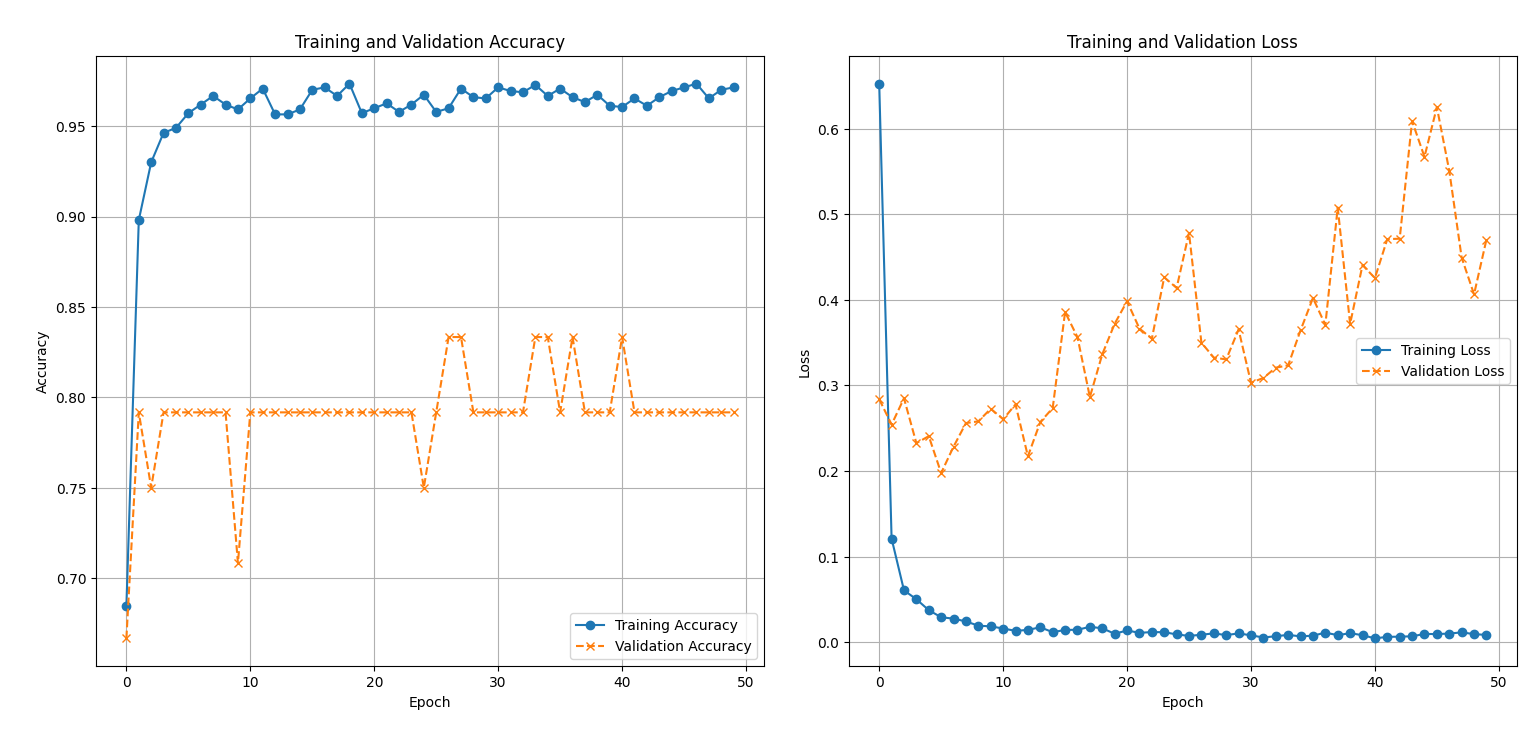 Training and Validation Accuracy
Accuracy
0.95
0.90
0.85
0.80
0.75
0.70
Training Accuracy
Validation Accuracy
0
10
20
30
40
50
Epoch
Training and Validation Loss
Loss
0.6
0.5
0.4
0.3
0.2
0.1
0.0
Training Loss
Validation Loss
0
10
20
30
40
50
Epoch